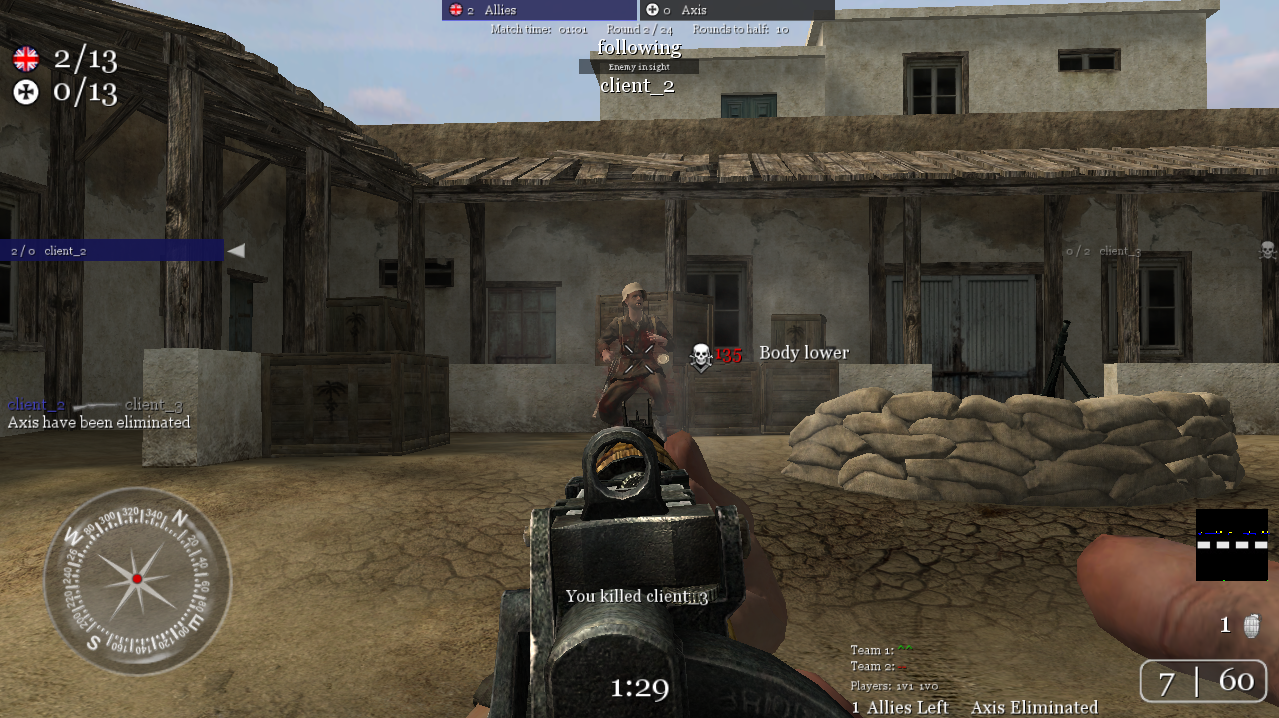 2 Allies
0 Axis
Match time: 01:01 Round 2 / 24 Rounds to half: 10
2/13
0/13
following
Enemy in sight
client_2
2 / 0 client_2
0 / 2 client_3
135 Body lower
client_2 client_3
Axis have been eliminated
N
E
S
W
You killed client_3
1:29
Team 1:
Team 2:
Players: 1v1 1v0
1 Allies Left Axis Eliminated
1
7 | 60